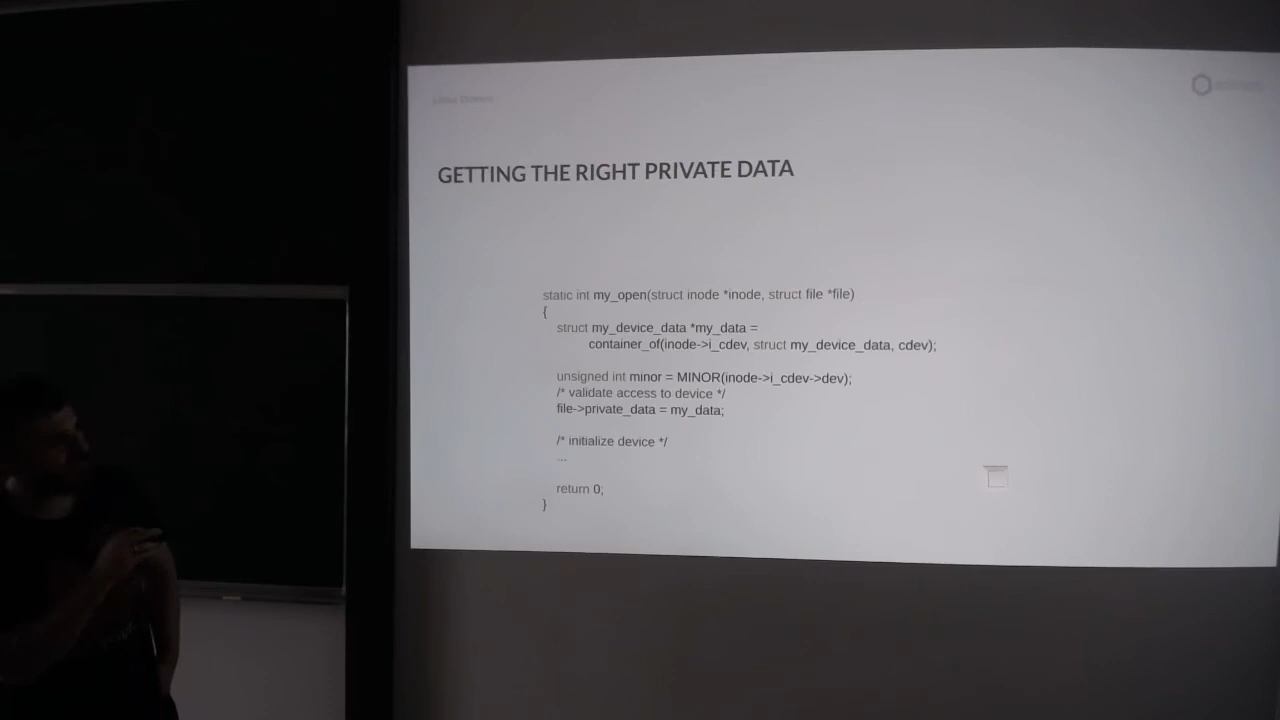 GETTING THE RIGHT PRIVATE DATA
static int my_open(struct inode *inode, struct file *file)
{
struct my_device_data *my_data =
container_of(inode->i_cdev, struct my_device_data, cdev);
unsigned int minor = MINOR(inode->i_cdev->dev);
/* validate access to device */
file->private_data = my_data;
/* initialize device */
...
return 0;
}